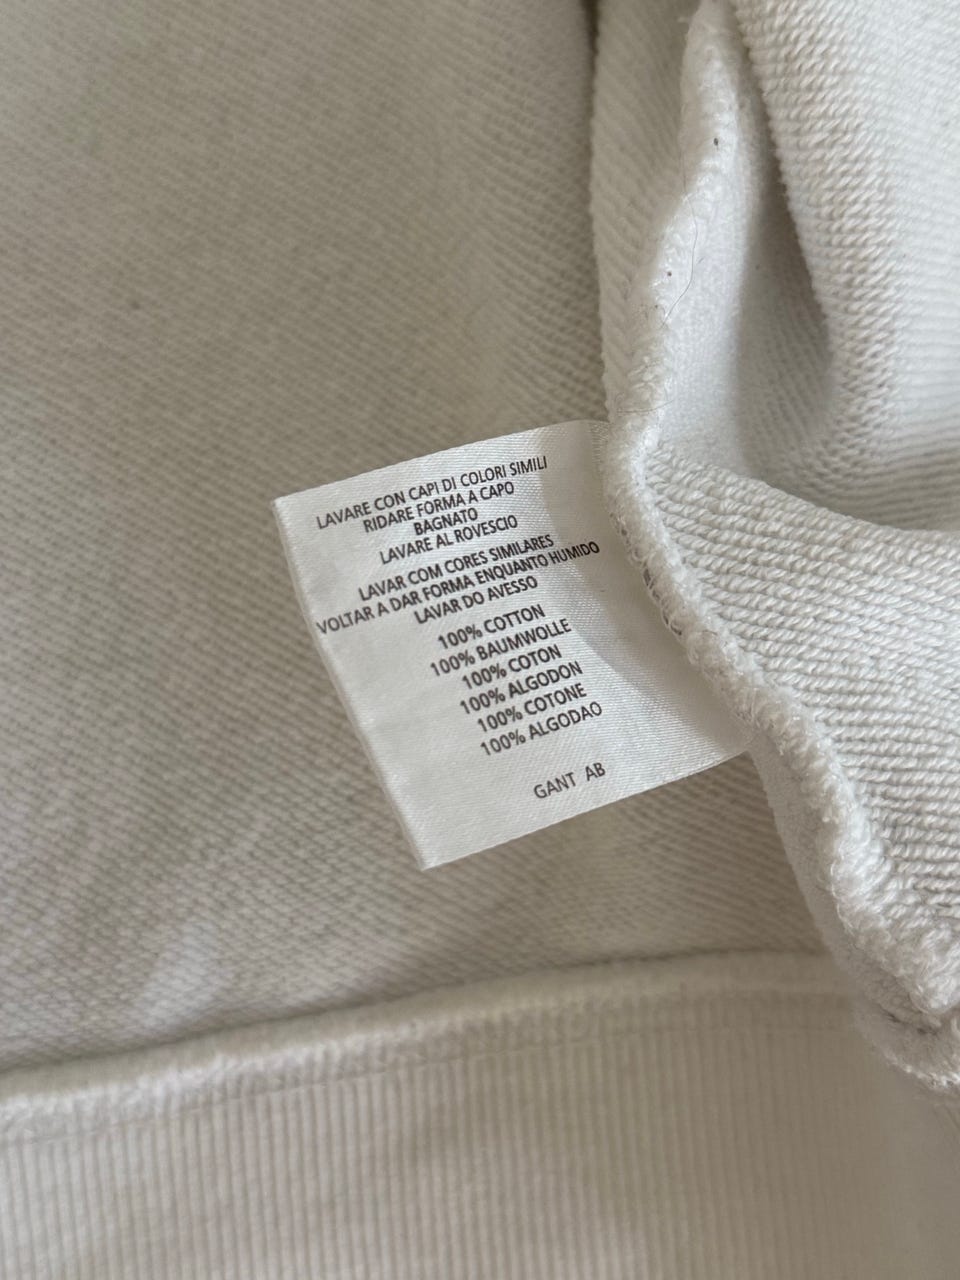 LAVARE CON CAPI DI COLORI SIMILI
RIDARE FORMA A CAPO
BAGNATO
LAVARE AL ROVESCIO
LAVAR COM CORES SIMILARES
VOLTAR A DAR FORMA ENQUANTO HUMIDO
LAVAR DO AVESSO
100% COTTON
100% BAUMWOLLE
100% COTON
100% ALGODON
100% COTONE
100% ALGODAO
GANT AB